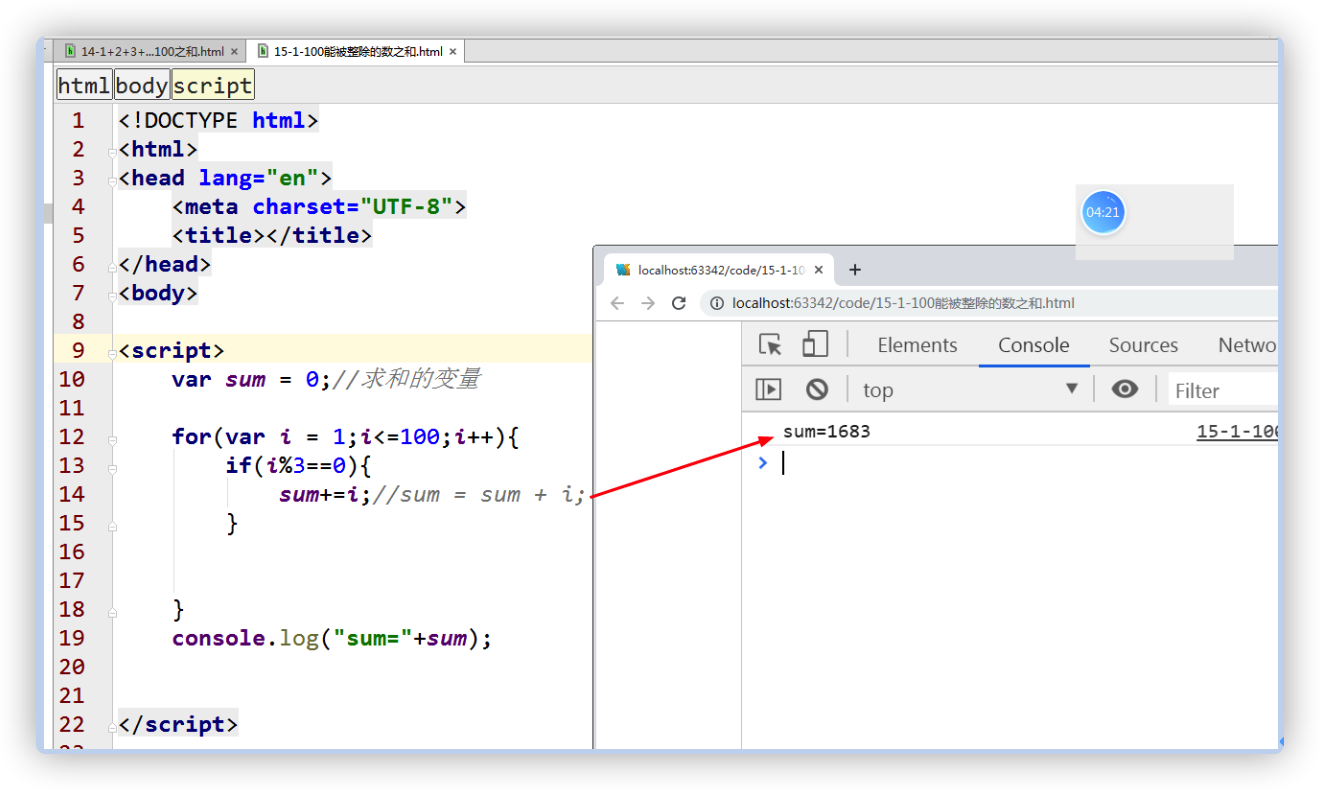 14-1+2+3+...100之和.html × 15-1-100能被整除的数之和.html ×
html body script
1 <!DOCTYPE html>
2 <html>
3 <head lang="en">
4 <meta charset="UTF-8">
5 <title></title>
6 </head>
7 <body>
8
9 <script>
10 var sum = 0;//求和的变量
11
12 for(var i = 1;i<=100;i++){
13 if(i%3==0){
14 sum+=i;//sum = sum + i;
15 }
16
17
18 }
19 console.log("sum="+sum);
20
21
22 </script>
04:21
localhost:63342/code/15-1-10 × +
localhost:63342/code/15-1-100能被整除的数之和.html
Elements Console Sources Netwo
top ▼ Filter
sum=1683 15-1-100
>